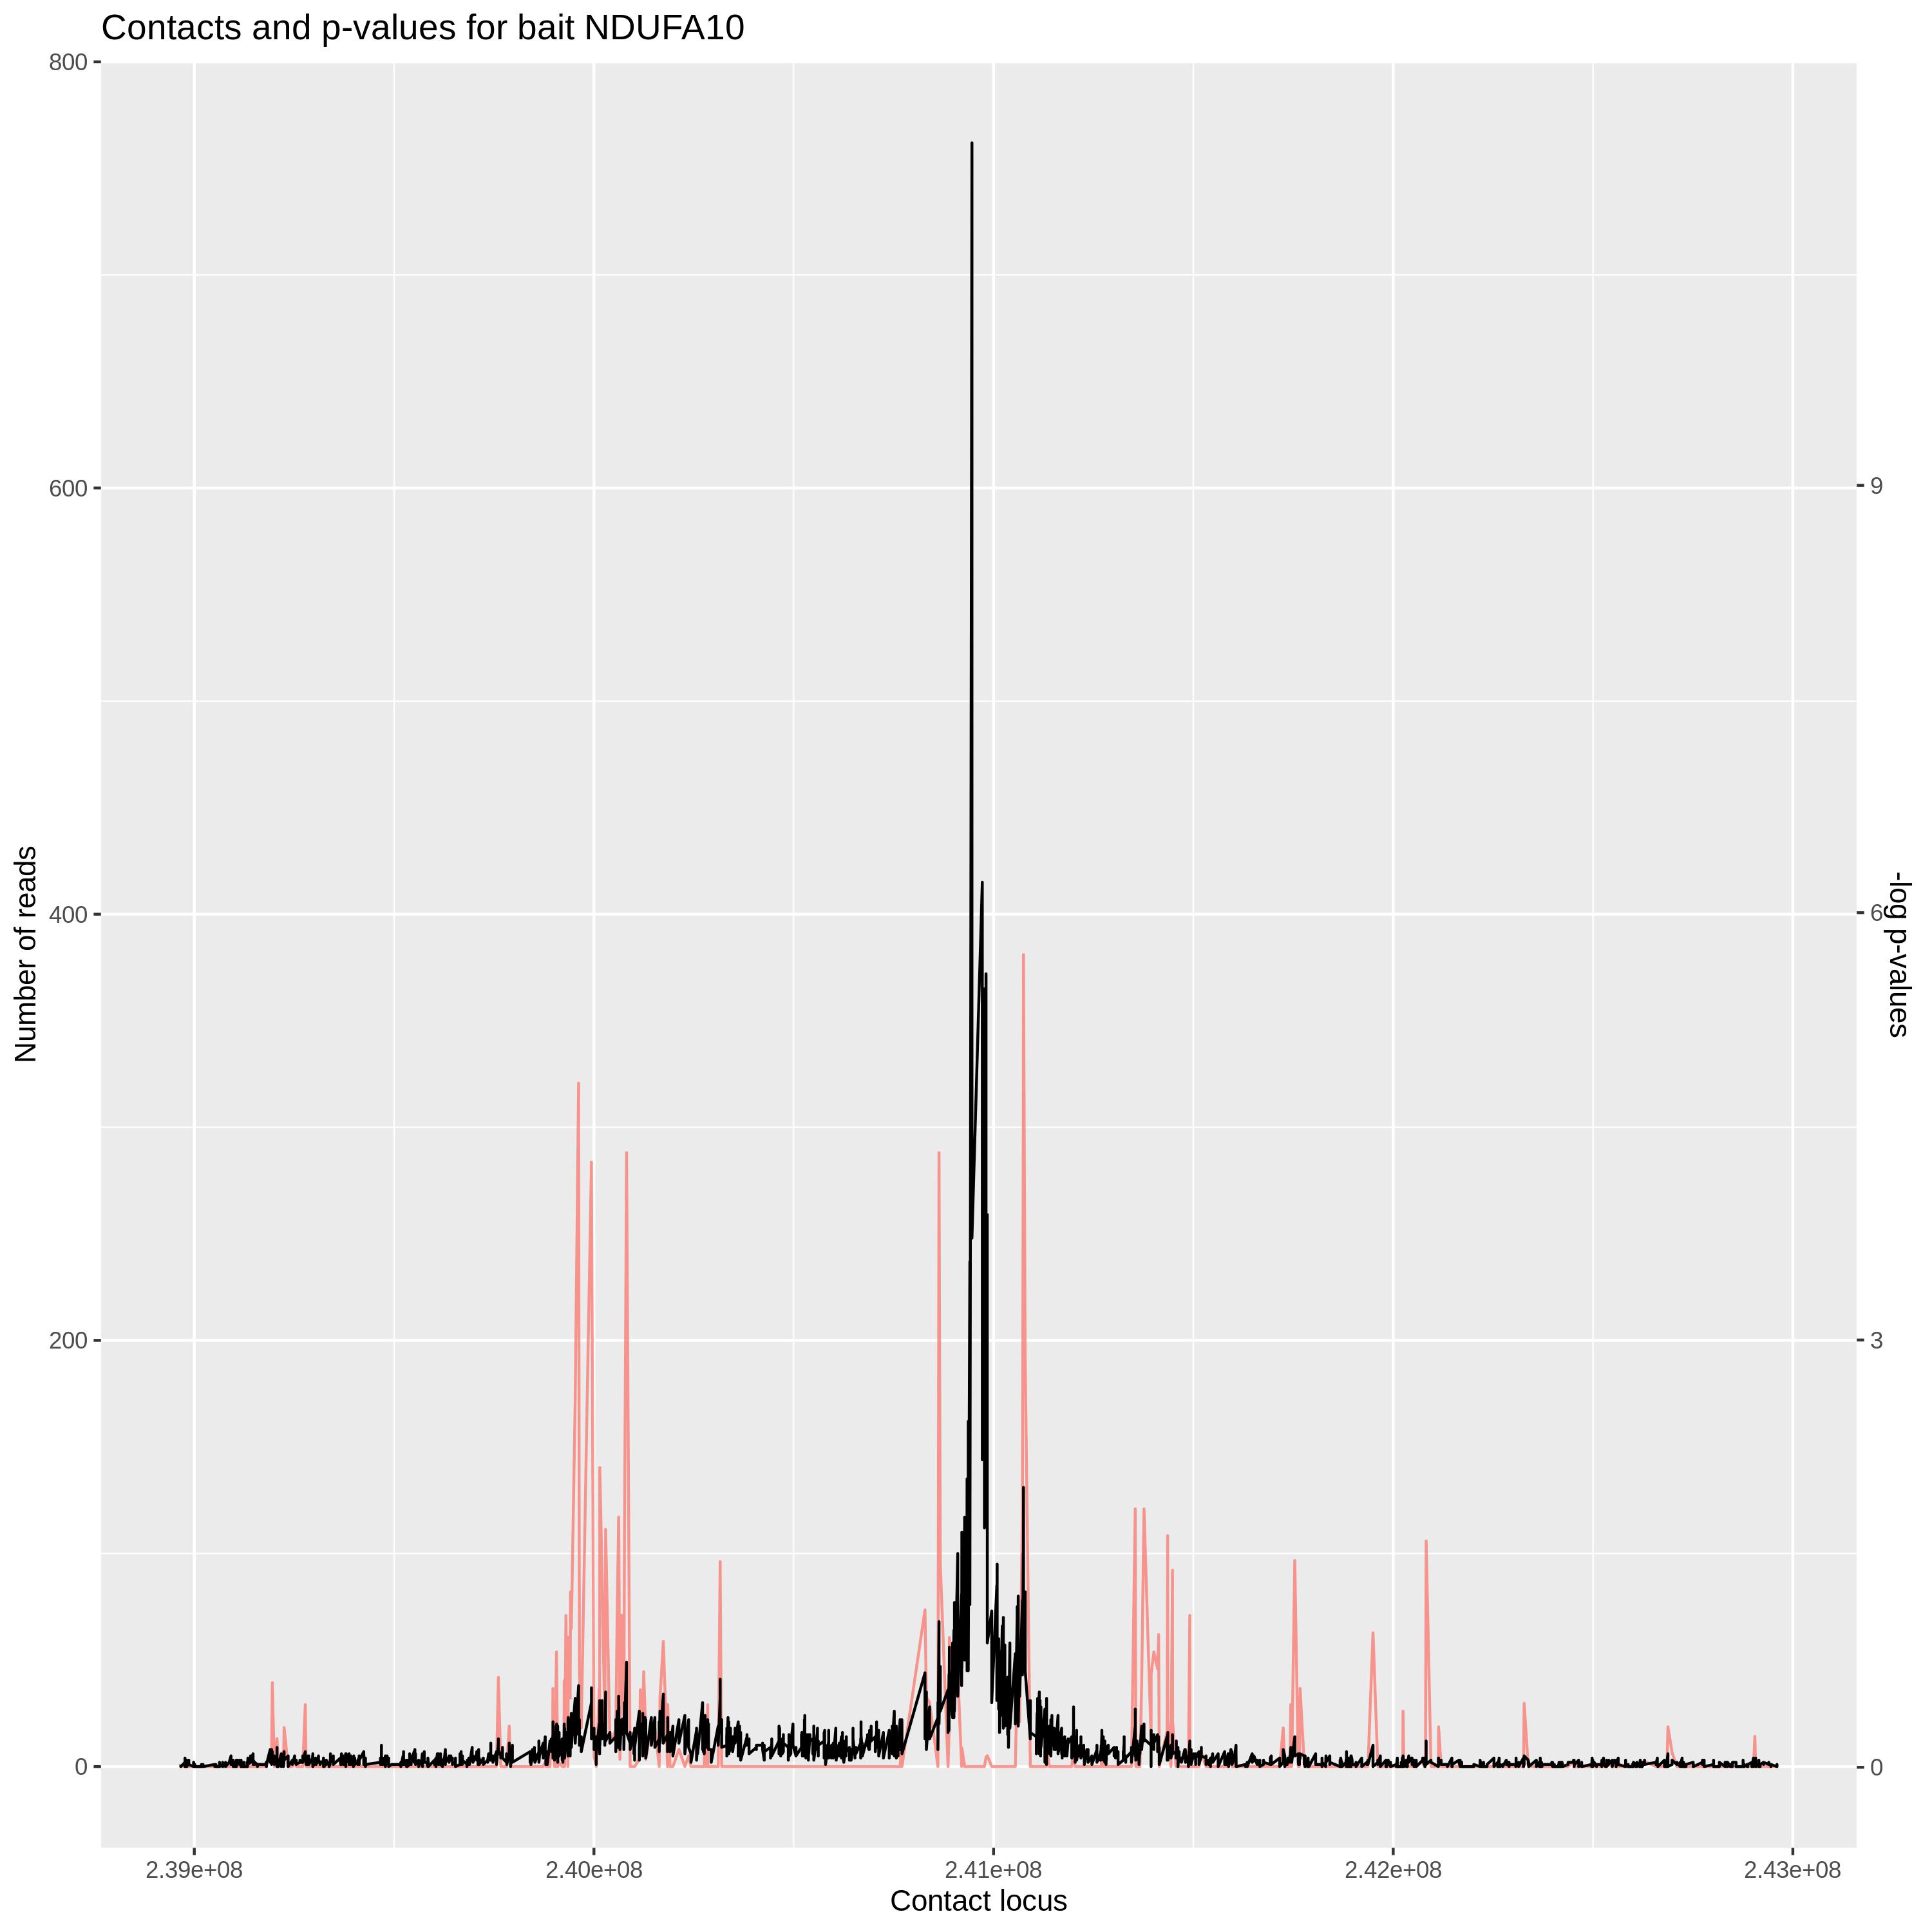 Contacts and p-values for bait NDUFA10
800
600
400
200
0
Number of reads
9
6
3
0
-log p-values
2.39e+08 2.40e+08 2.41e+08 2.42e+08 2.43e+08
Contact locus